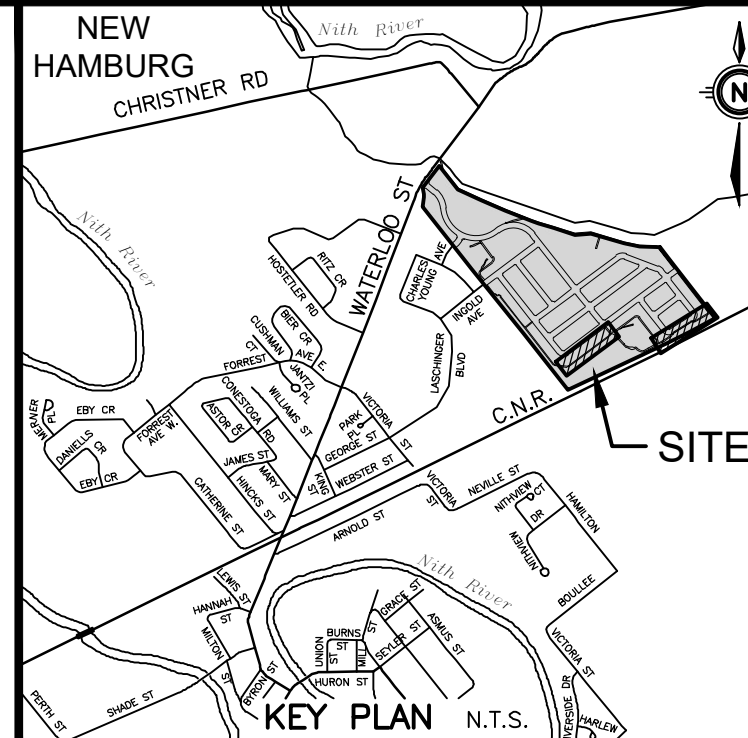 NEW
HAMBURG
Nith River
CHRISTNER RD
N
Nith River
WATERLOO ST
RITZ CR
HOSTETLER RD
CHARLES
YOUNG
AVE
INGOLD
AVE
LASCHINGER
BLVD
BIER CR
CUSHMAN
CT
FORREST
AVE E.
JANTZI
PL
C.N.R.
SITE
MERNER
PL
EBY CR
DANIELLS
CR
EBY CR
FORREST
AVE W.
CONESTOGA
RD
ASTOR CR
WILLIAMS ST
PARK
PL
VICTORIA
ST
GEORGE ST
WEBSTER ST
KING
ST
JAMES ST
MARY ST
HINCKS ST
CATHERINE ST
ARNOLD ST
VICTORIA
ST
NEVILLE ST
NITHVIEW
CT
DR
NITHVIEW
HAMILTON
BOULLEE
Nith River
LEWIS ST
HANNAH
ST
MILTON
ST
BYRON ST
UNION
ST
BURNS
ST
MILL
ST
GRACE ST
SEYLER ST
ASMUS ST
HURON ST
VICTORIA ST
ERSIDE DR
HARLEW
PERTH ST
SHADE ST
KEY PLAN N.T.S.